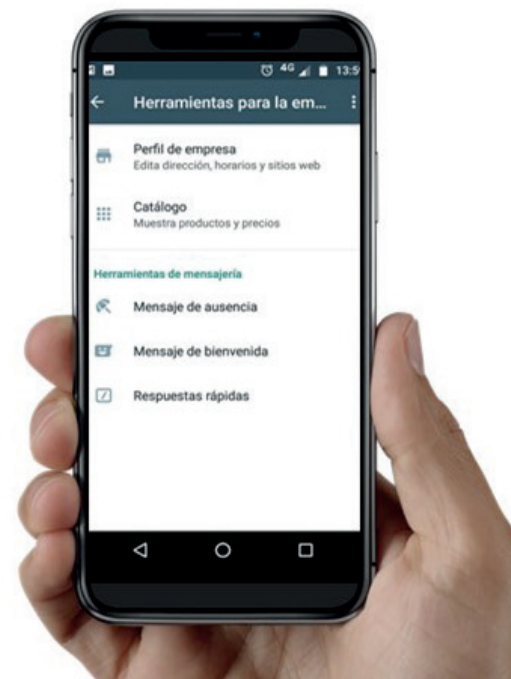 4G 13:59
Herramientas para la em...
Perfil de empresa
Edita dirección, horarios y sitios web
Catálogo
Muestra productos y precios
Herramientas de mensajería
Mensaje de ausencia
Mensaje de bienvenida
Respuestas rápidas